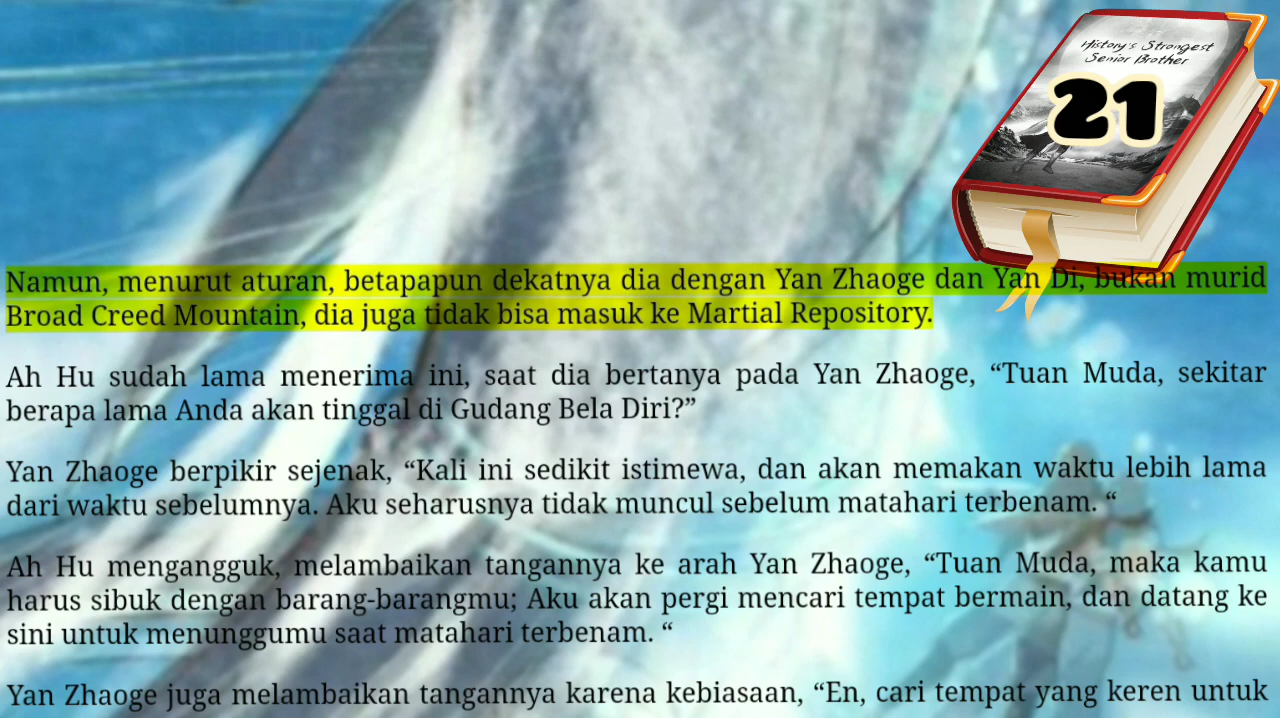 History's Strongest
Senior Brother
21
Namun, menurut aturan, betapapun dekatnya dia dengan Yan Zhaoge dan Yan Di, bukan murid
Broad Creed Mountain, dia juga tidak bisa masuk ke Martial Repository.
Ah Hu sudah lama menerima ini, saat dia bertanya pada Yan Zhaoge, “Tuan Muda, sekitar
berapa lama Anda akan tinggal di Gudang Bela Diri?”
Yan Zhaoge berpikir sejenak, “Kali ini sedikit istimewa, dan akan memakan waktu lebih lama
dari waktu sebelumnya. Aku seharusnya tidak muncul sebelum matahari terbenam. “
Ah Hu mengangguk, melambaikan tangannya ke arah Yan Zhaoge, “Tuan Muda, maka kamu
harus sibuk dengan barang-barangmu; Aku akan pergi mencari tempat bermain, dan datang ke
sini untuk menunggumu saat matahari terbenam. “
Yan Zhaoge juga melambaikan tangannya karena kebiasaan, “En, cari tempat yang keren untuk